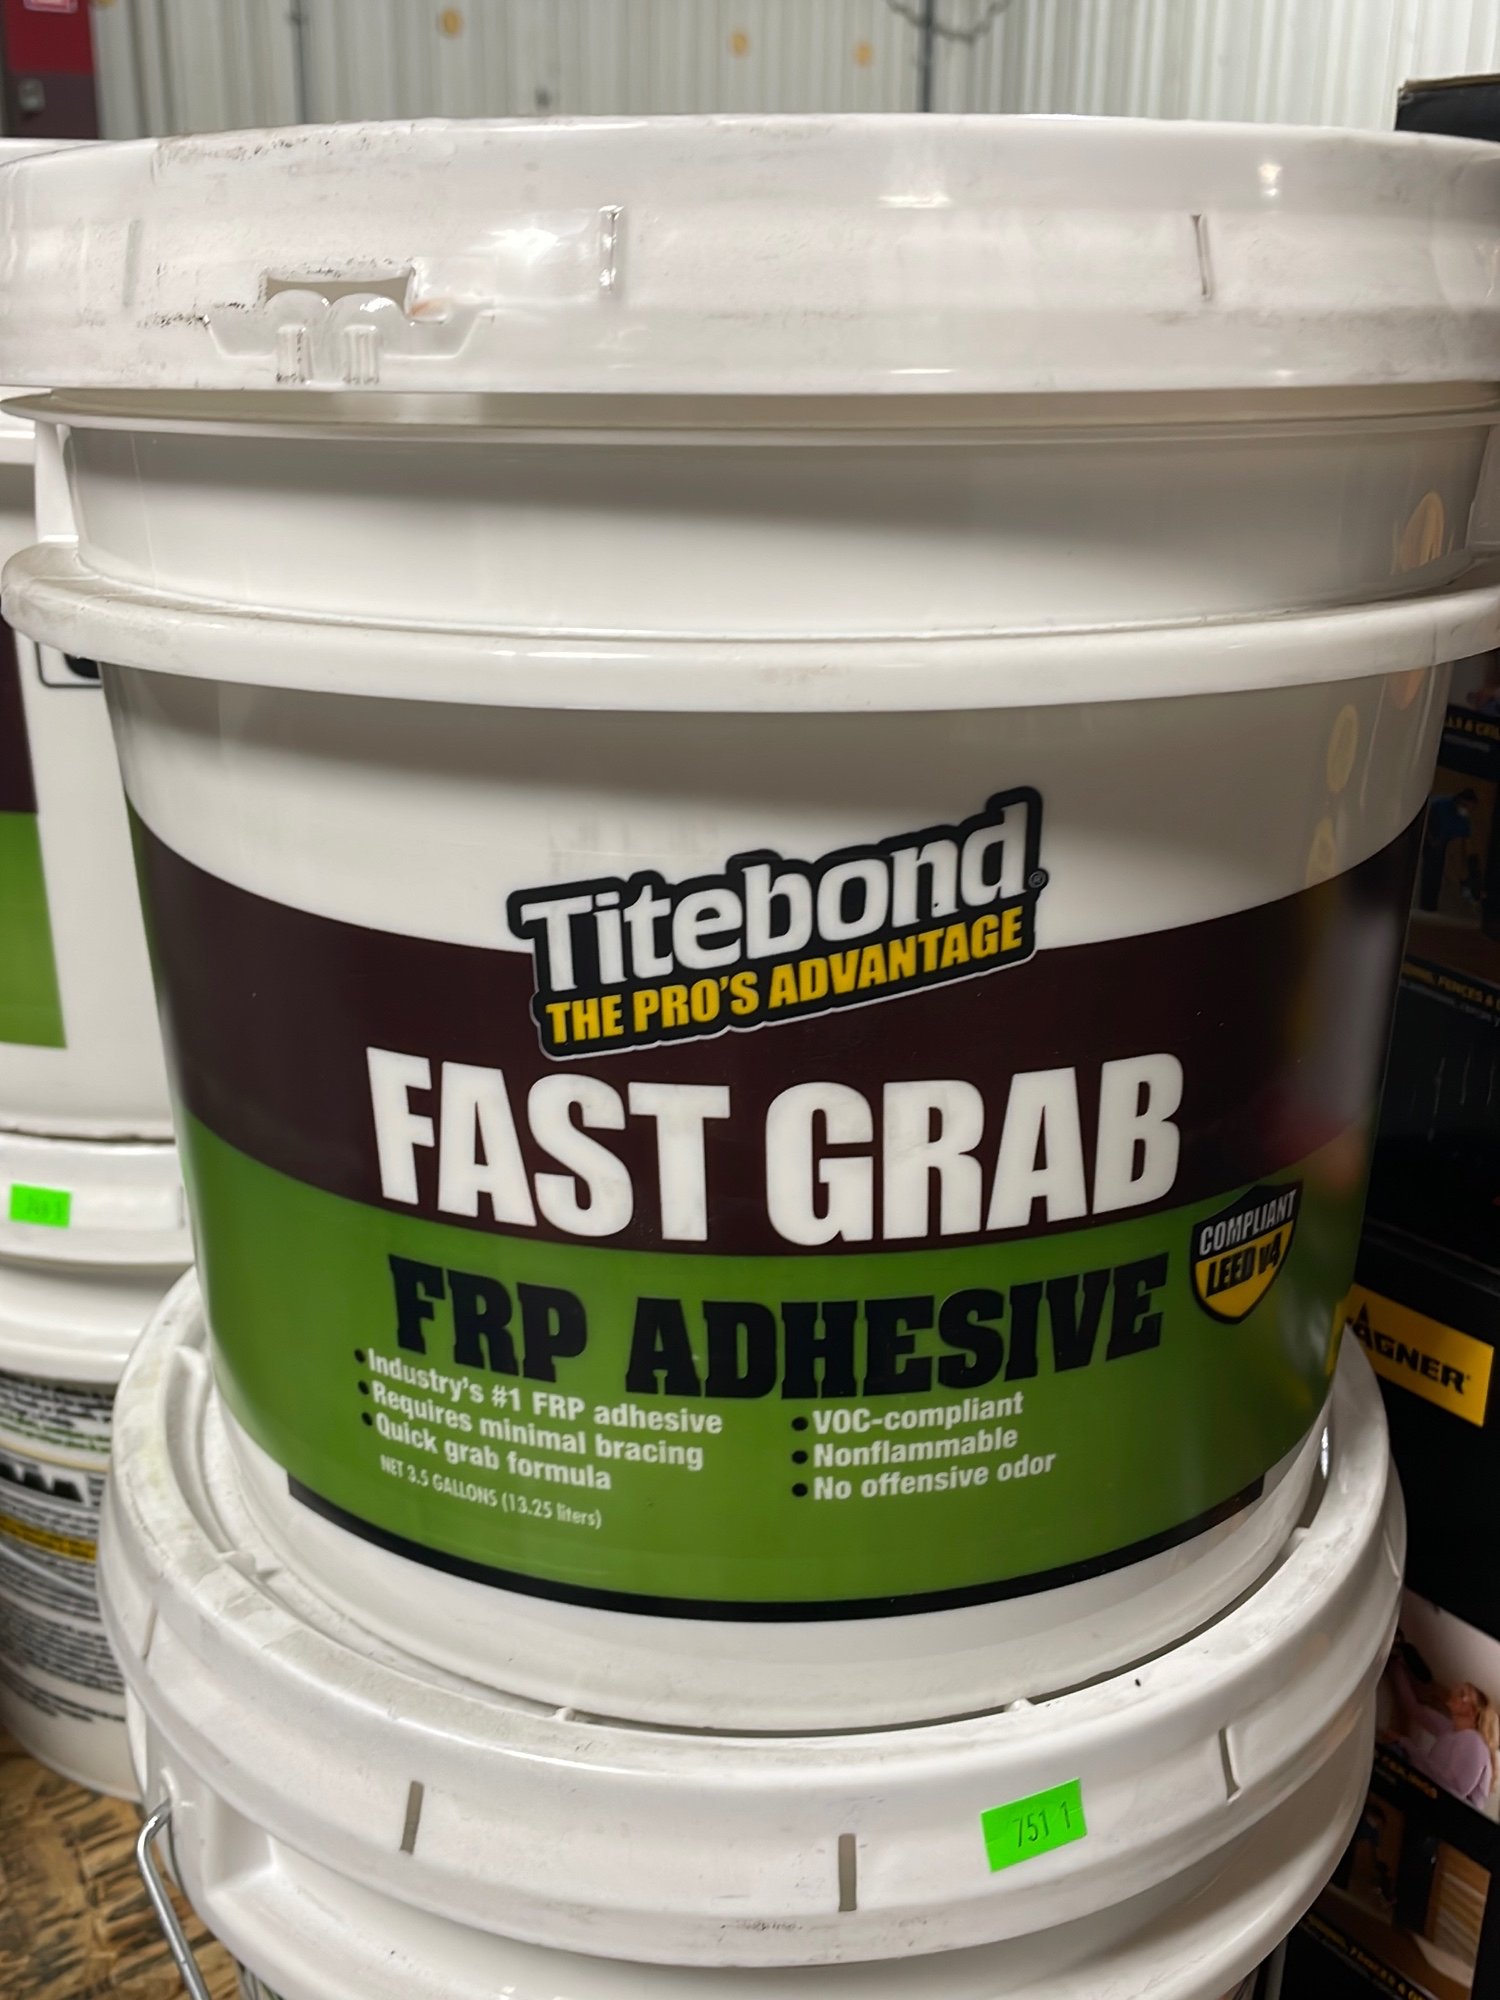 Titebond®
THE PRO'S ADVANTAGE
FAST GRAB
FRP ADHESIVE
COMPLIANT
LEED v4
•Industry's #1 FRP adhesive
•Requires minimal bracing
•Quick grab formula
NET 3.5 GALLONS (13.25 liters)
•VOC-compliant
•Nonflammable
•No offensive odor
751 1
WAGNER